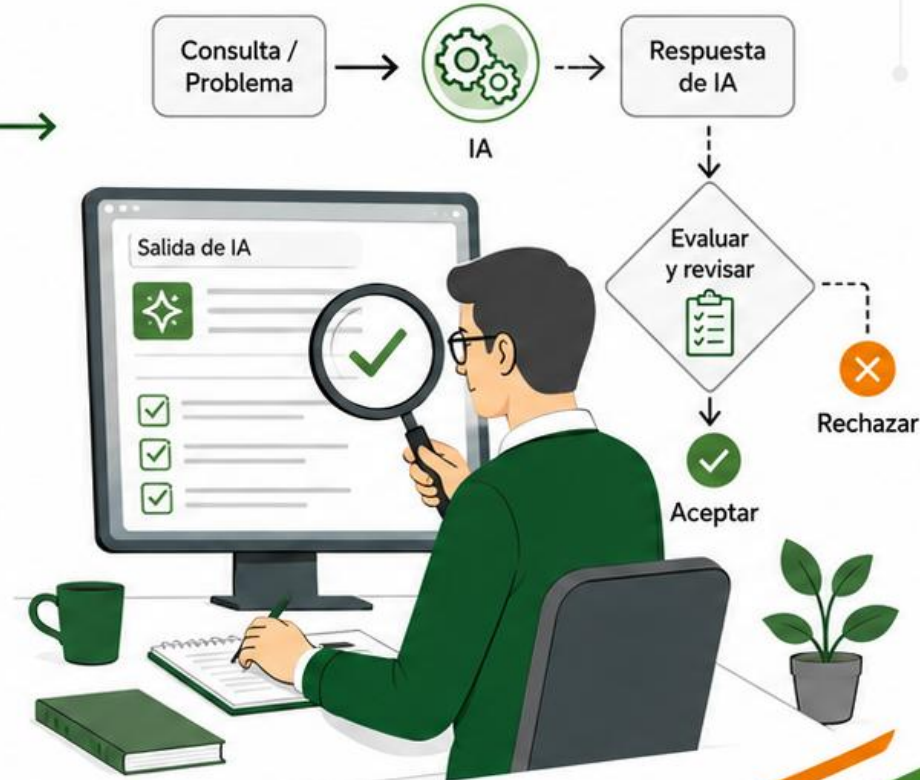 Consulta /
Problema
IA
Respuesta
de IA
Salida de IA
Evaluar
y revisar
Rechazar
Aceptar